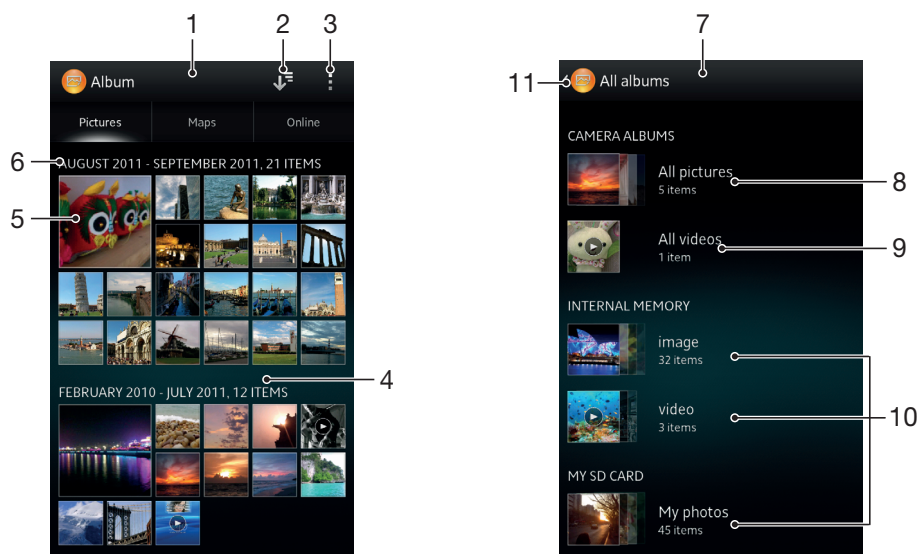 1
2
3
Album
Pictures
Maps
Online
6
AUGUST 2011 - SEPTEMBER 2011, 21 ITEMS
5
4
FEBRUARY 2010 - JULY 2011, 12 ITEMS
7
11
All albums
CAMERA ALBUMS
All pictures
5 items
8
All videos
1 item
9
INTERNAL MEMORY
image
32 items
video
3 items
10
MY SD CARD
My photos
45 items